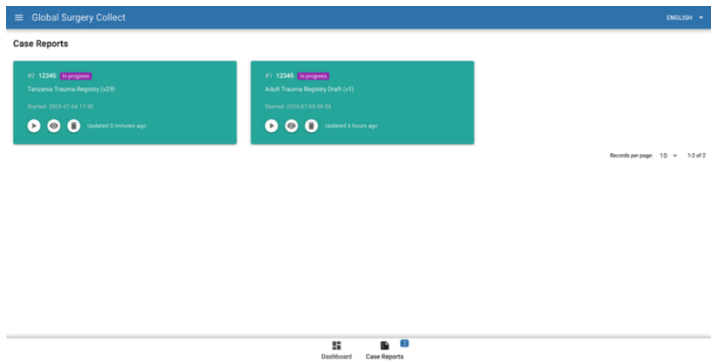 Global Surgery Collect
ENGLISH
Case Reports
#2 12345 In progress
Tanzania Trauma Registry (v29)
Started: 2023-07-04 17:30
Updated 0 minutes ago
#1 12345 In progress
Adult Trauma Registry Draft (v1)
Started: 2023-07-03 09:53
Updated 6 hours ago
Records per page: 10 1-2 of 2
Dashboard
Case Reports
2